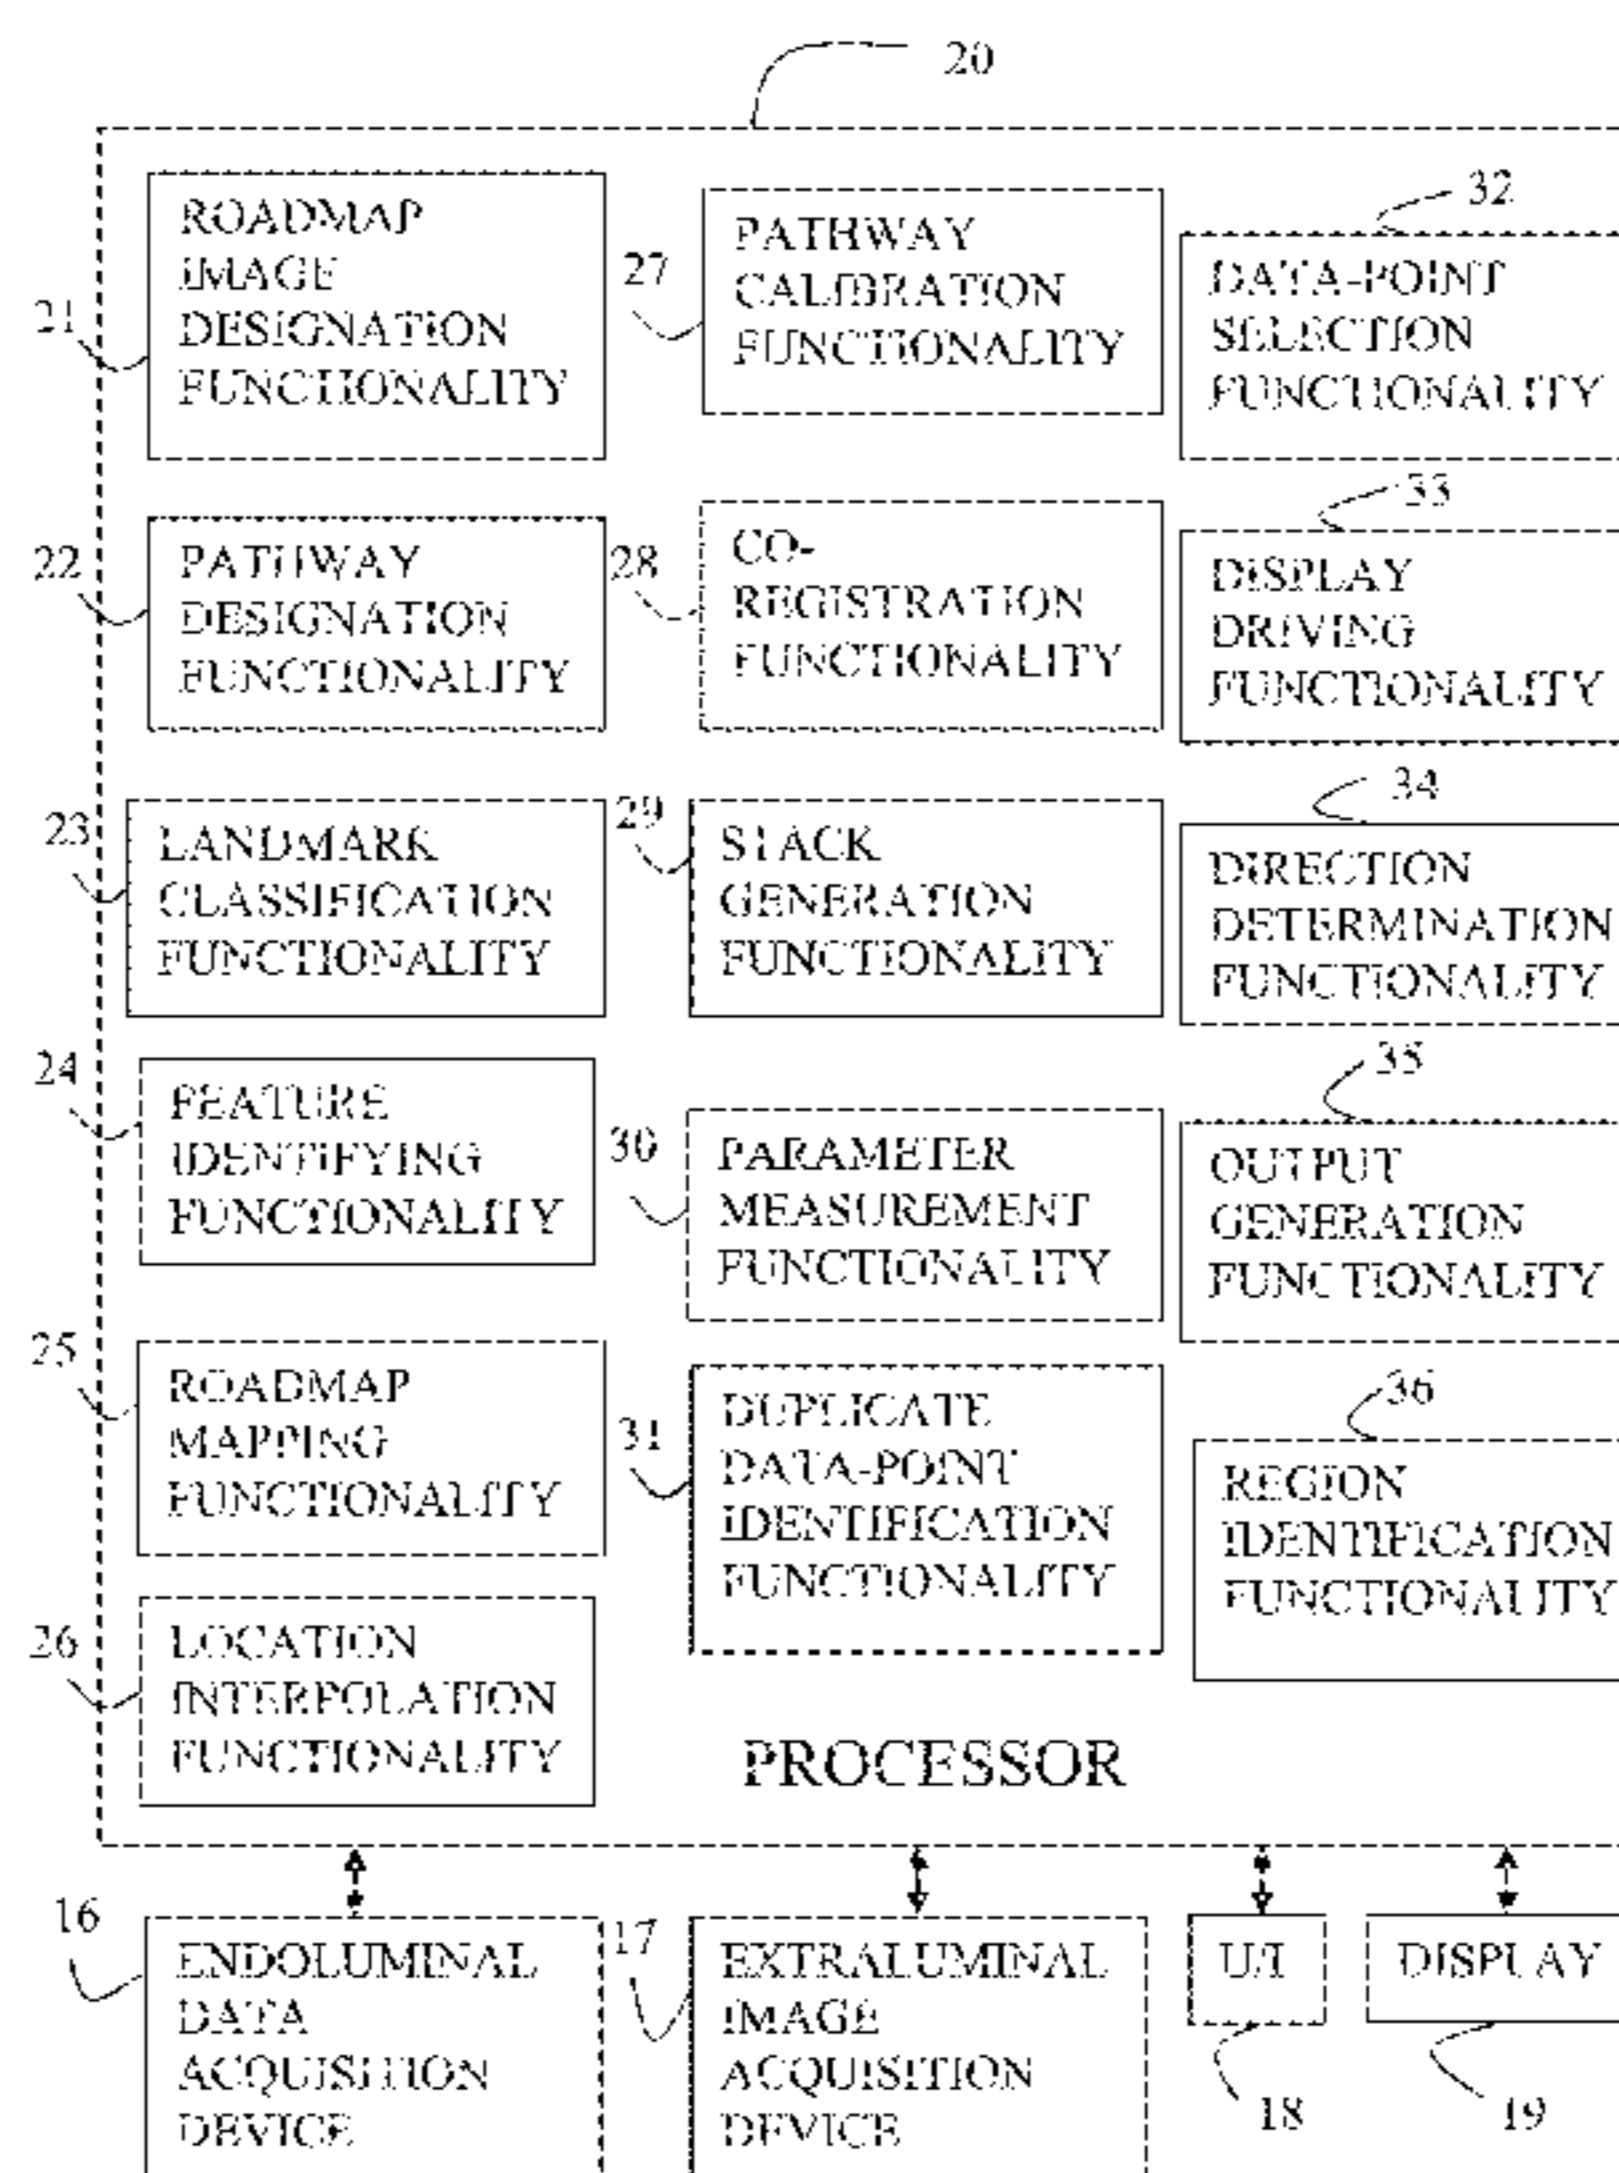 20
21
ROADMAP
IMAGE
DESIGNATION
FUNCTIONALITY
22
PATHWAY
DESIGNATION
FUNCTIONALITY
23
LANDMARK
CLASSIFICATION
FUNCTIONALITY
24
FEATURE
IDENTIFYING
FUNCTIONALITY
25
ROADMAP
MAPPING
FUNCTIONALITY
26
LOCATION
INTERPOLATION
FUNCTIONALITY
27
PATHWAY
CALIBRATION
FUNCTIONALITY
28
CO-
REGISTRATION
FUNCTIONALITY
29
STACK
GENERATION
FUNCTIONALITY
30
PARAMETER
MEASUREMENT
FUNCTIONALITY
31
DUPLICATE
DATA-POINT
IDENTIFICATION
FUNCTIONALITY
32
DATA-POINT
SELECTION
FUNCTIONALITY
33
DISPLAY
DRIVING
FUNCTIONALITY
34
DIRECTION
DETERMINATION
FUNCTIONALITY
35
OUTPUT
GENERATION
FUNCTIONALITY
36
REGION
IDENTIFICATION
FUNCTIONALITY
PROCESSOR
16
ENDOLUMINAL
DATA
ACQUISITION
DEVICE
17
EXTRALUMINAL
IMAGE
ACQUISITION
DEVICE
U/I
18
DISPLAY
19